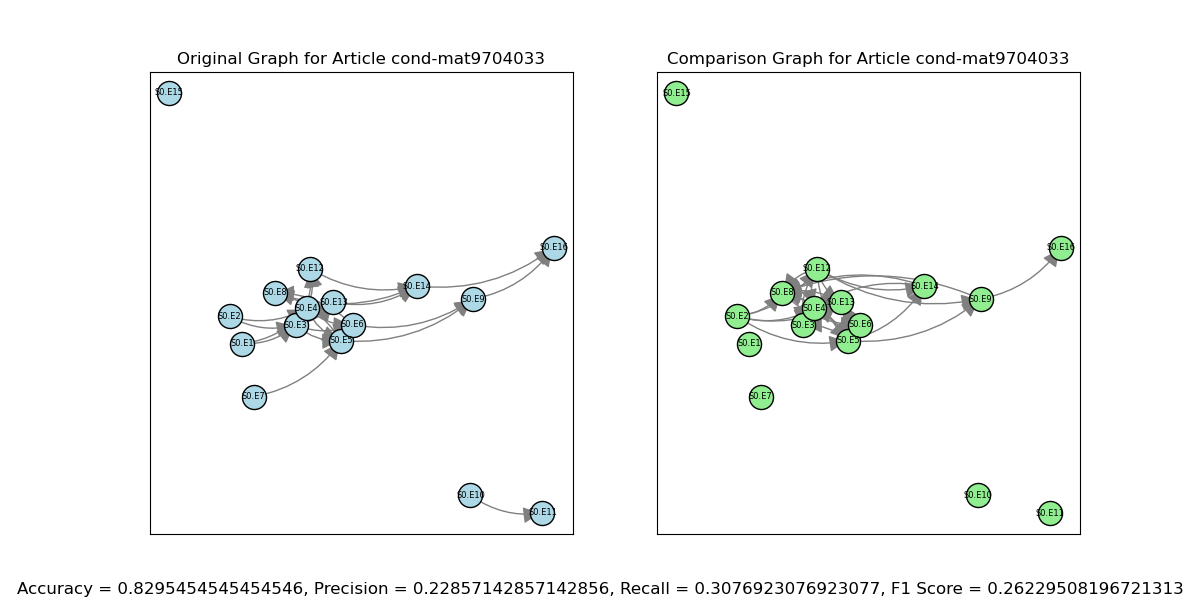 Original Graph for Article cond-mat9704033
Comparison Graph for Article cond-mat9704033
S0.E15
S0.E16
S0.E12
S0.E14
S0.E8
S0.E9
S0.E13
S0.E4
S0.E2
S0.E3
S0.E6
S0.E1
S0.E5
S0.E7
S0.E10
S0.E11
S0.E15
S0.E16
S0.E12
S0.E14
S0.E8
S0.E9
S0.E13
S0.E4
S0.E2
S0.E3
S0.E6
S0.E1
S0.E5
S0.E7
S0.E10
S0.E11
Accuracy = 0.8295454545454546, Precision = 0.228571428571428​56, Recall = 0.3076923076923077, F1 Score = 0.26229508196721313